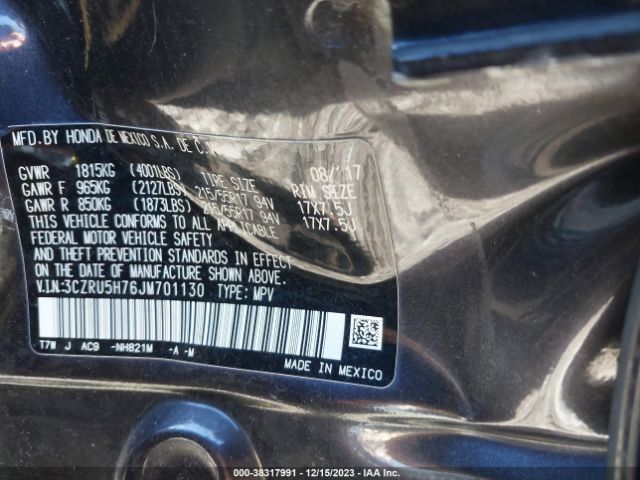 MFD.BY HONDA DE MEXICO S.A. DE C.V.
08/'17
GVWR 1815KG (4001LBS) TIRE SIZE RIM SIZE
GAWR F 965KG (2127LBS) 215/55R17 94V 17X7.5J
GAWR R 850KG (1873LBS) 215/55R17 94V 17X7.5J
THIS VEHICLE CONFORMS TO ALL APPLICABLE
FEDERAL MOTOR VEHICLE SAFETY
AND THEFT PREVENTION STANDARDS IN EFFECT
ON THE DATE OF MANUFACTURE SHOWN ABOVE.
V.I.N:3CZRU5H76JM701130 TYPE: MPV
T7W J AC9 -NH821M -A -M
MADE IN MEXICO
000-38317991 - 12/15/2023 - IAA Inc.